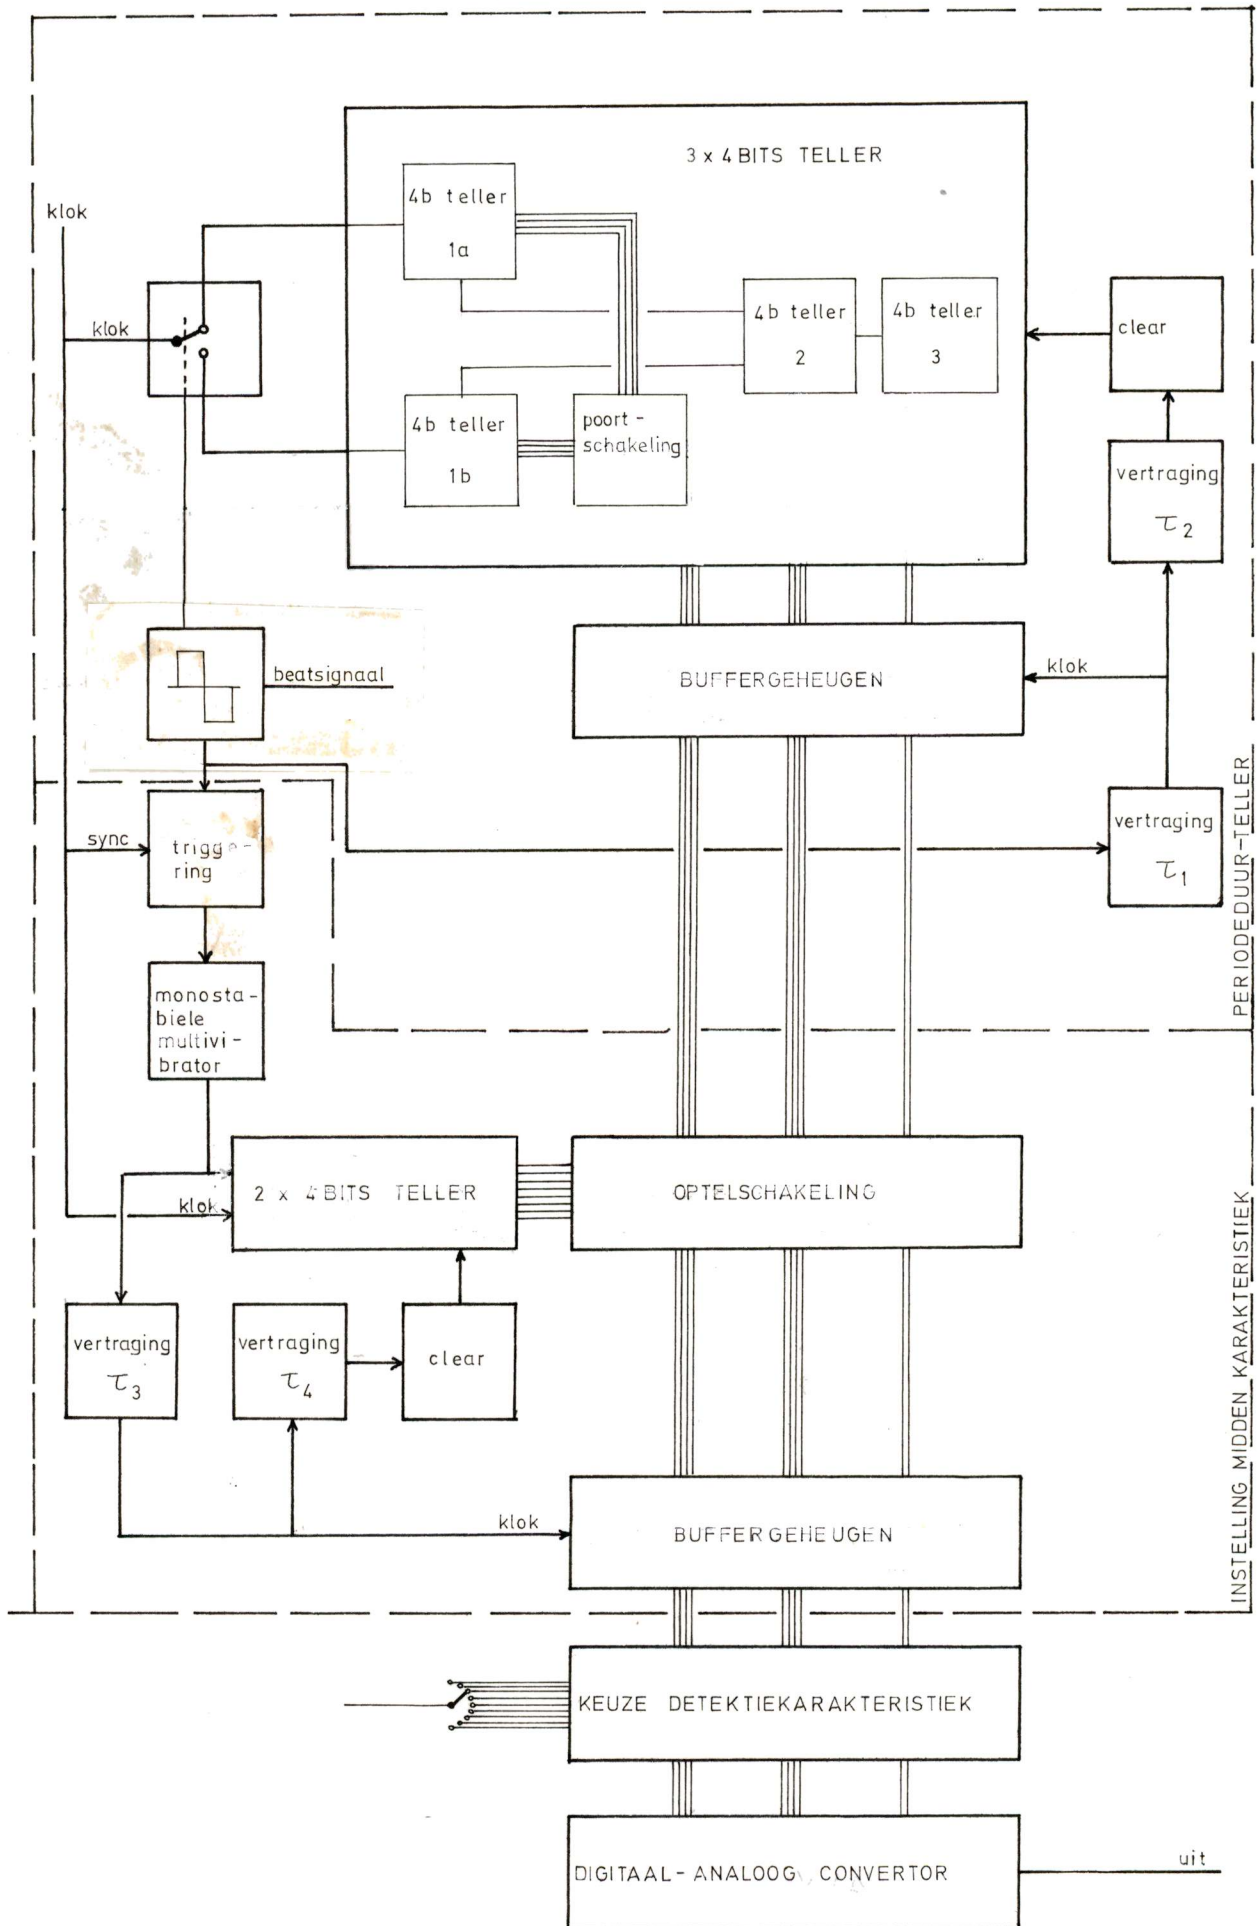 3 x 4 BITS TELLER
4b teller
1a
klok
klok
4b teller
2
4b teller
3
clear
4b teller
1b
poort-
schakeling
vertraging
τ2
beatsignaal
BUFFERGEHEUGEN
klok
sync
trigge-
ring
vertraging
τ1
PERIODEDUUR-TELLER
monosta-
biele
multivi-
brator
2 x 4 BITS TELLER
klok
OPTELSCHAKELING
vertraging
τ3
vertraging
τ4
clear
INSTELLING MIDDEN KARAKTERISTIEK
klok
BUFFERGEHEUGEN
KEUZE DETEKTIEKARAKTERISTIEK
DIGITAAL-ANALOOG CONVERTOR
uit